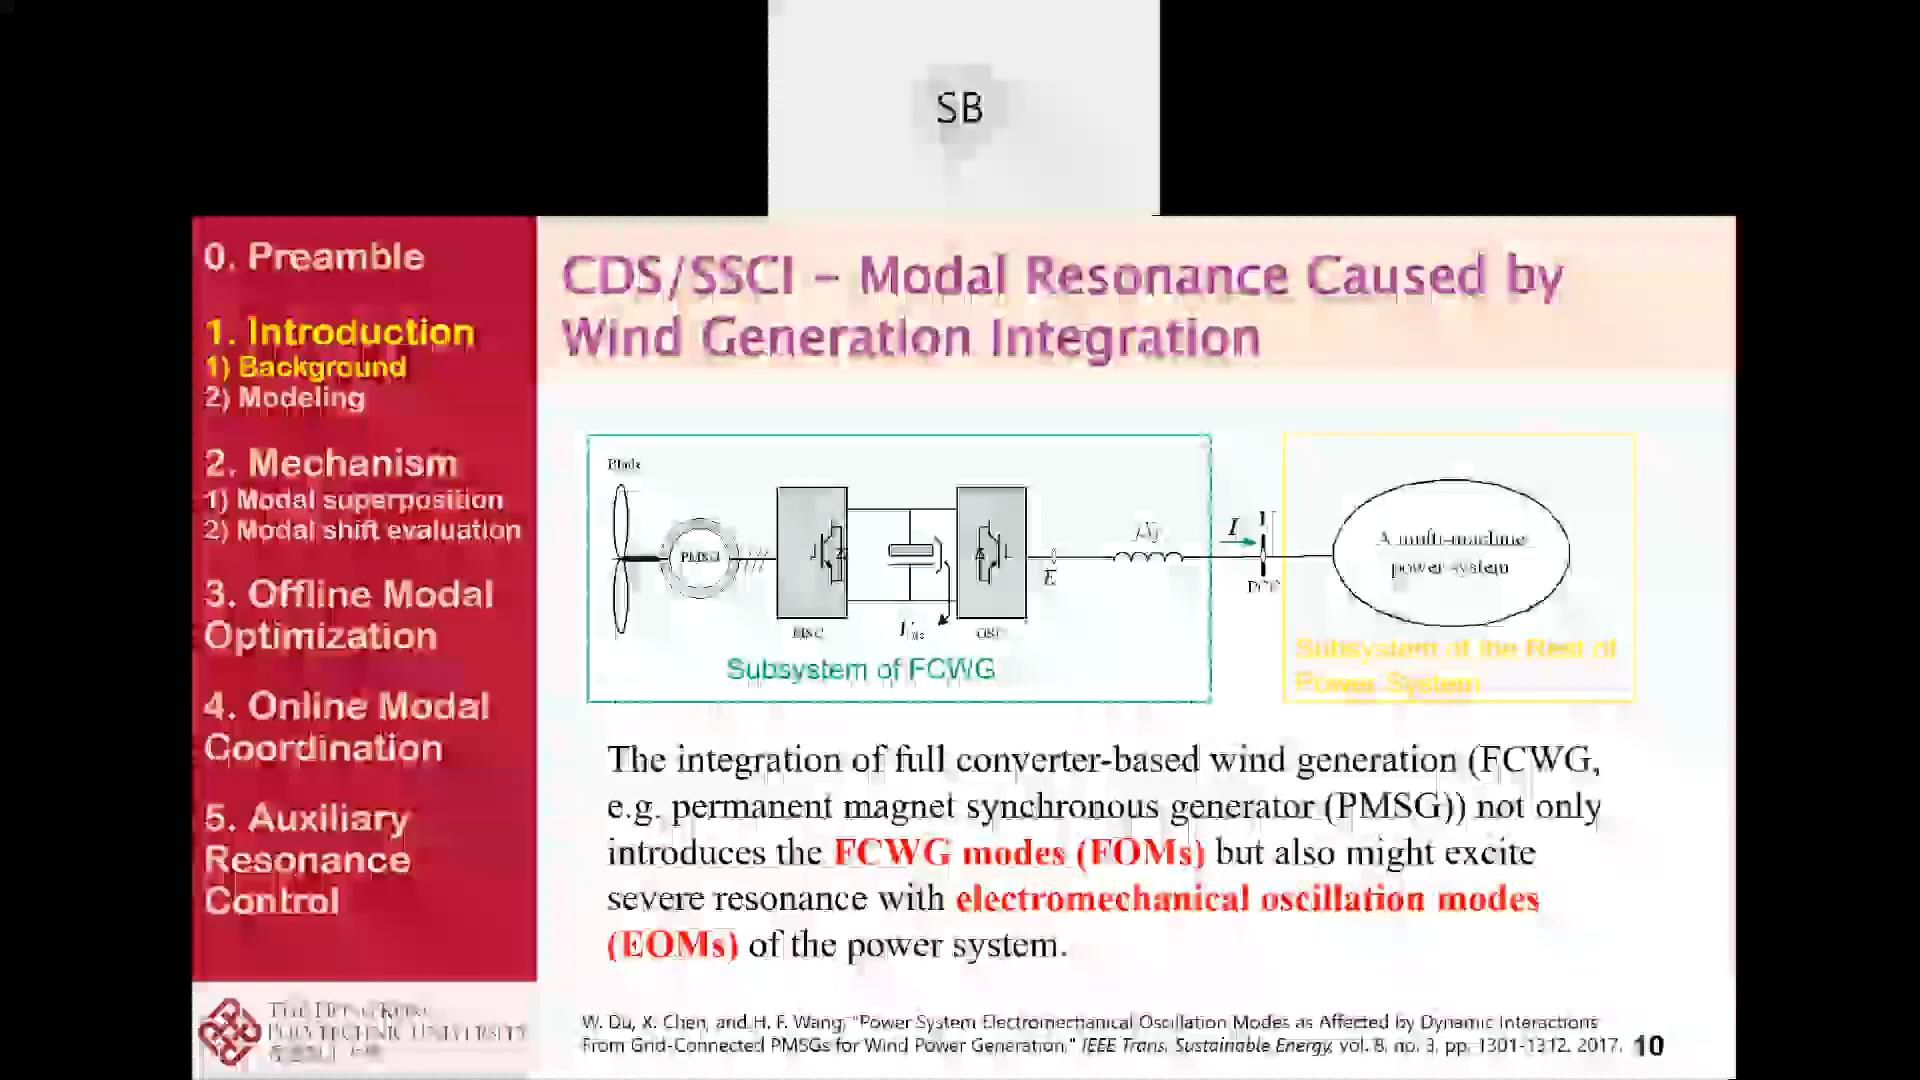 SB
0. Preamble
1. Introduction
1) Background
2) Modeling
2. Mechanism
1) Modal superposition
2) Modal shift evaluation
3. Offline Modal
Optimization
4. Online Modal
Coordination
5. Auxiliary
Resonance
Control
THE HONG KONG
POLYTECHNIC UNIVERSITY
CDS/SSCI – Modal Resonance Caused by
Wind Generation Integration
Blade
PMSG
MSC
GSC
E
I
PCC
A multi-machine
power system
Subsystem of FCWG
Subsystem of the Rest of
Power System
The integration of full converter-based wind generation (FCWG,
e.g. permanent magnet synchronous generator (PMSG)) not only
introduces the FCWG modes (FOMs) but also might excite
severe resonance with electromechanical oscillation modes
(EOMs) of the power system.
W. Du, X. Chen, and H. F. Wang, "Power System Electromechanical Oscillation Modes as Affected by Dynamic Interactions
From Grid-Connected PMSGs for Wind Power Generation," IEEE Trans. Sustainable Energy, vol. 8, no. 3, pp. 1301-1312, 2017.
10